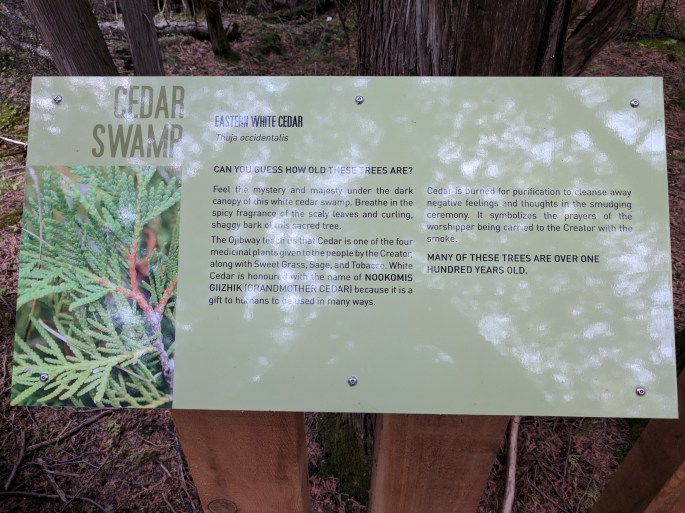 CEDAR
SWAMP
EASTERN WHITE CEDAR
Thuja occidentalis
CAN YOU GUESS HOW OLD THESE TREES ARE?
Feel the mystery and majesty under the dark
canopy of this white cedar swamp. Breathe in the
spicy fragrance of the scaly leaves and curling,
shaggy bark of this sacred tree.
The Ojibway teach us that Cedar is one of the four
medicinal plants given to the people by the Creator,
along with Sweet Grass, Sage, and Tobacco. White
Cedar is honoured with the name of NOOKOMIS
GIIZHIK (GRANDMOTHER CEDAR) because it is a
gift to humans to be used in many ways.
Cedar is burned for purification to cleanse away
negative feelings and thoughts in the smudging
ceremony. It symbolizes the prayers of the
worshipper being carried to the Creator with the
smoke.
MANY OF THESE TREES ARE OVER ONE
HUNDRED YEARS OLD.